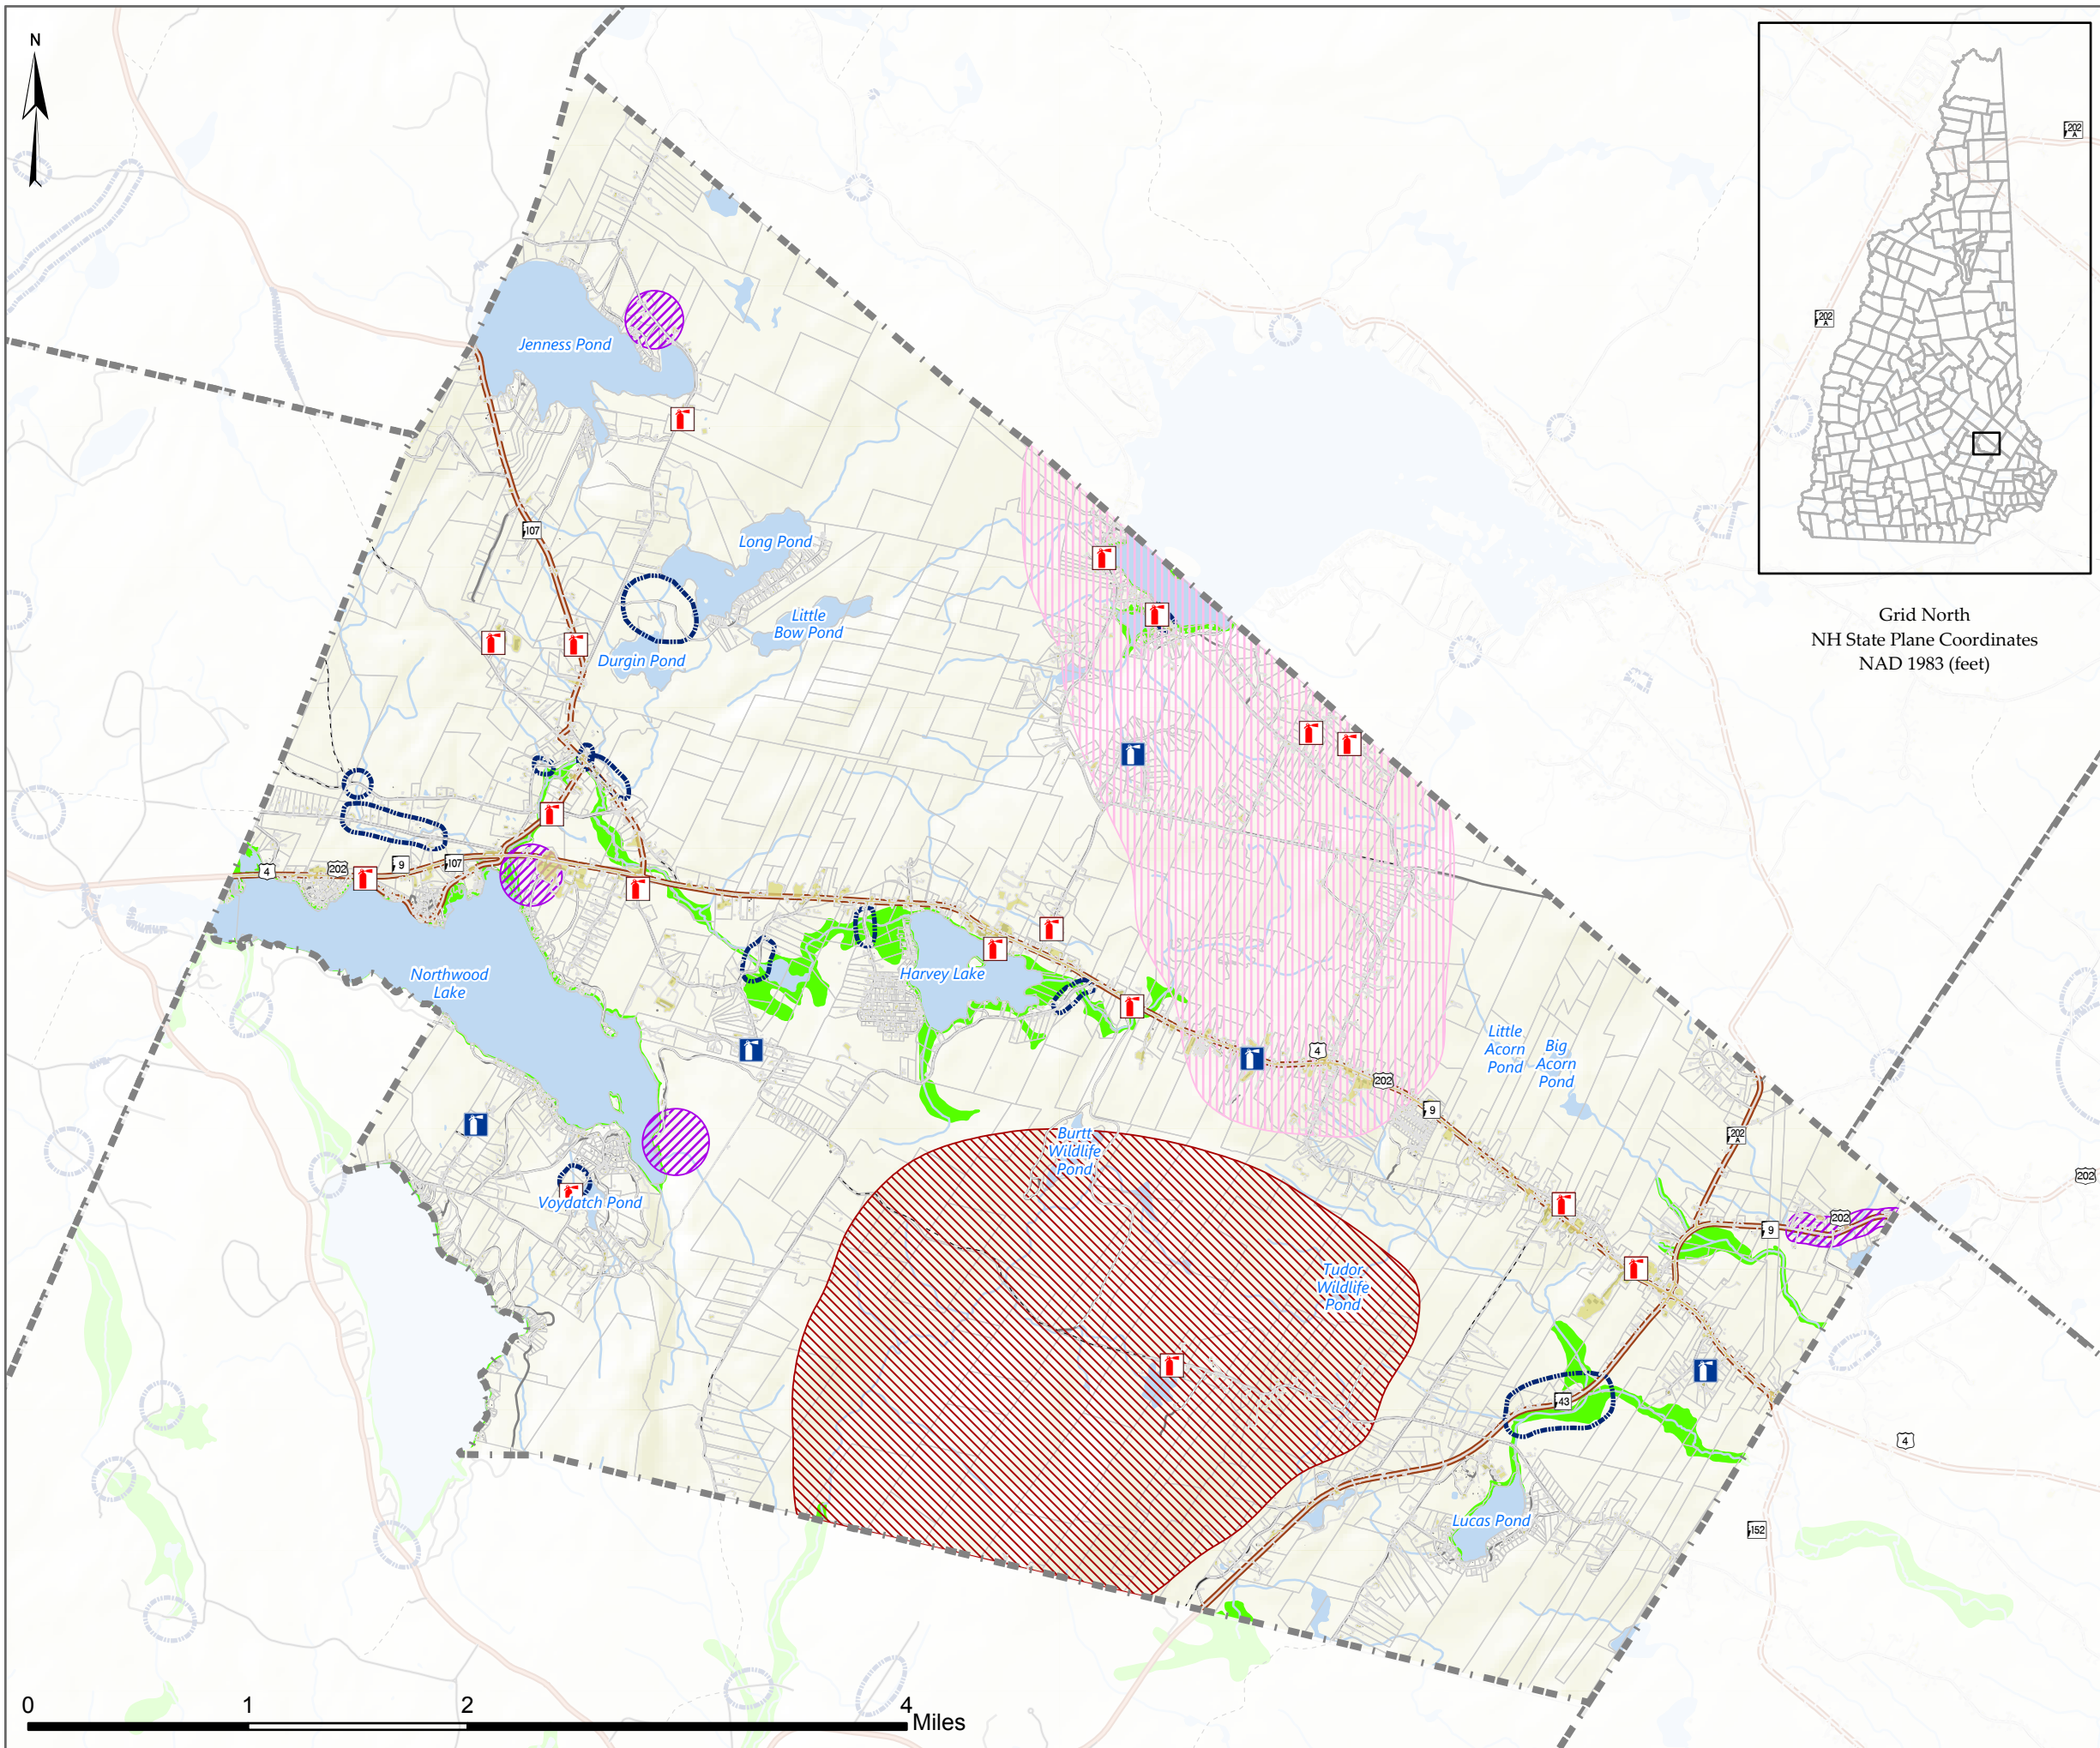 N
202
A
202
A
Grid North
NH State Plane Coordinates
NAD 1983 (feet)
Jenness Pond
107
Long Pond
Little
Bow Pond
Durgin Pond
4
202
9
107
Northwood
Lake
Harvey Lake
4
202
9
Little
Acorn
Pond
Big
Acorn
Pond
202
A
Burtt
Wildlife
Pond
202
Voydatch Pond
9
202
Tudor
Wildlife
Pond
43
4
Lucas Pond
152
0
1
2
4
Miles